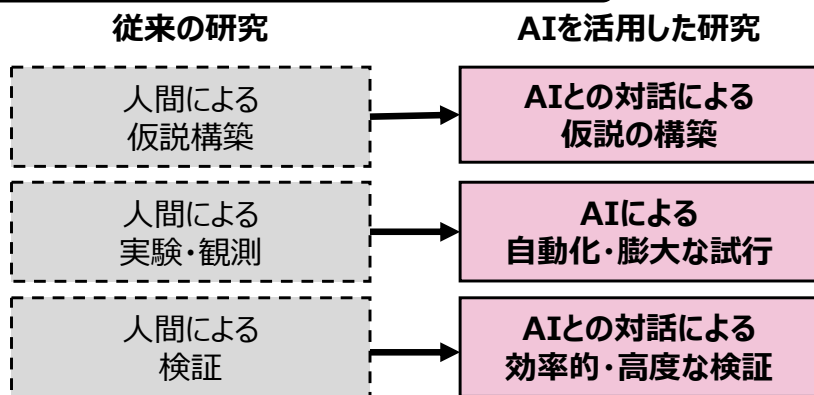 従来の研究
AIを活用した研究
人間による
仮説構築
AIとの対話による
仮説の構築
人間による
実験・観測
AIによる
自動化・膨大な試行
人間による
検証
AIとの対話による
効率的・高度な検証